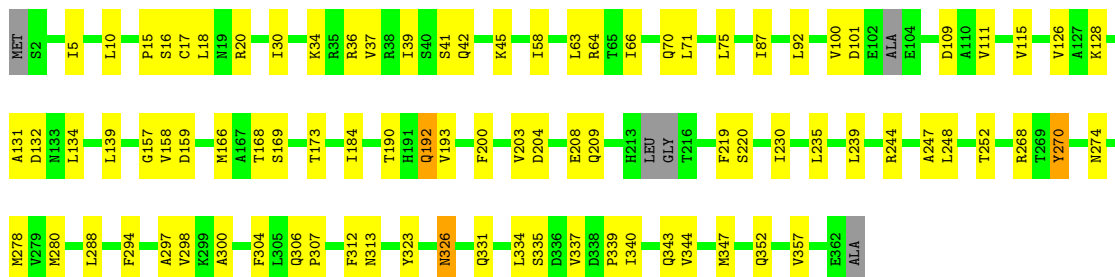 MET S2 I5 L10 P15 S16 C17 L18 N19 R20 I30 K34 R35 R36 V37 R38 I39 S40 S41 Q42 K45 I58 L63 R64 T65 I66 Q70 L71 L75 I87 L92 V100 D101 E102 ALA E104 D109 A110 V111 V115 V126 A127 K128
A131 D132 N133 L134 L139 G157 V158 D159 M166 A167 T168 S169 T173 I184 T190 H191 Q192 V193 F200 V203 D204 E208 Q209 H213 LEU GLY T216 F219 S220 I230 L235 L239 R244 A247 L248 T252 R268 T269 Y270 N274
M278 V279 M280 L288 F294 A297 V298 K299 A300 F304 L305 Q306 P307 F312 N313 Y323 N326 Q331 L334 S335 D336 V337 D338 P339 I340 Q343 V344 M347 Q352 V357 E362 ALA